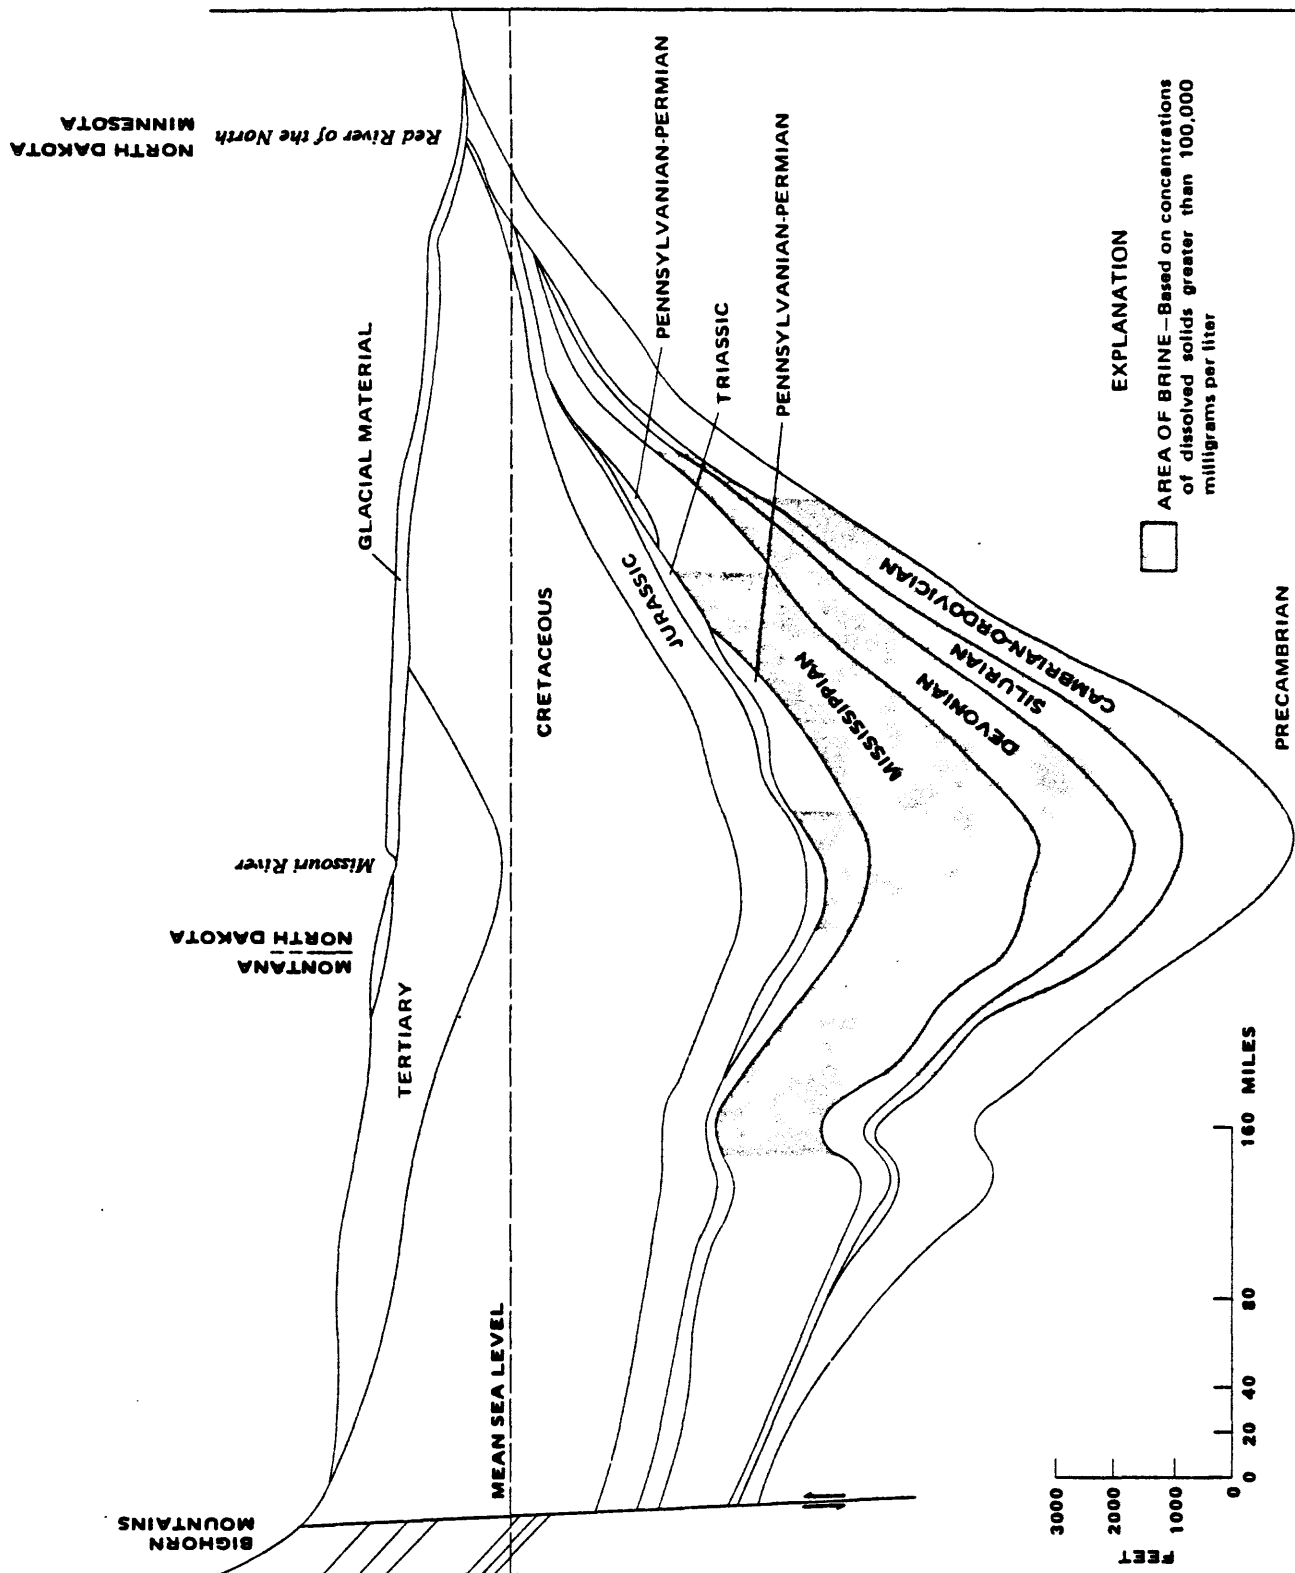 BIGHORN
MOUNTAINS
MONTANA
NORTH DAKOTA
Missouri River
NORTH DAKOTA
MINNESOTA
Red River of the North
GLACIAL MATERIAL
TERTIARY
MEAN SEA LEVEL
CRETACEOUS
JURASSIC
PENNSYLVANIAN-PERMIAN
TRIASSIC
PENNSYLVANIAN-PERMIAN
MISSISSIPPIAN
DEVONIAN
SILURIAN
CAMBRIAN-ORDOVICIAN
PRECAMBRIAN
EXPLANATION
AREA OF BRINE—Based on concentrations
of dissolved solids greater than 100,000
milligrams per liter
FEET
3000
2000
1000
0
0 20 40 80 160 MILES